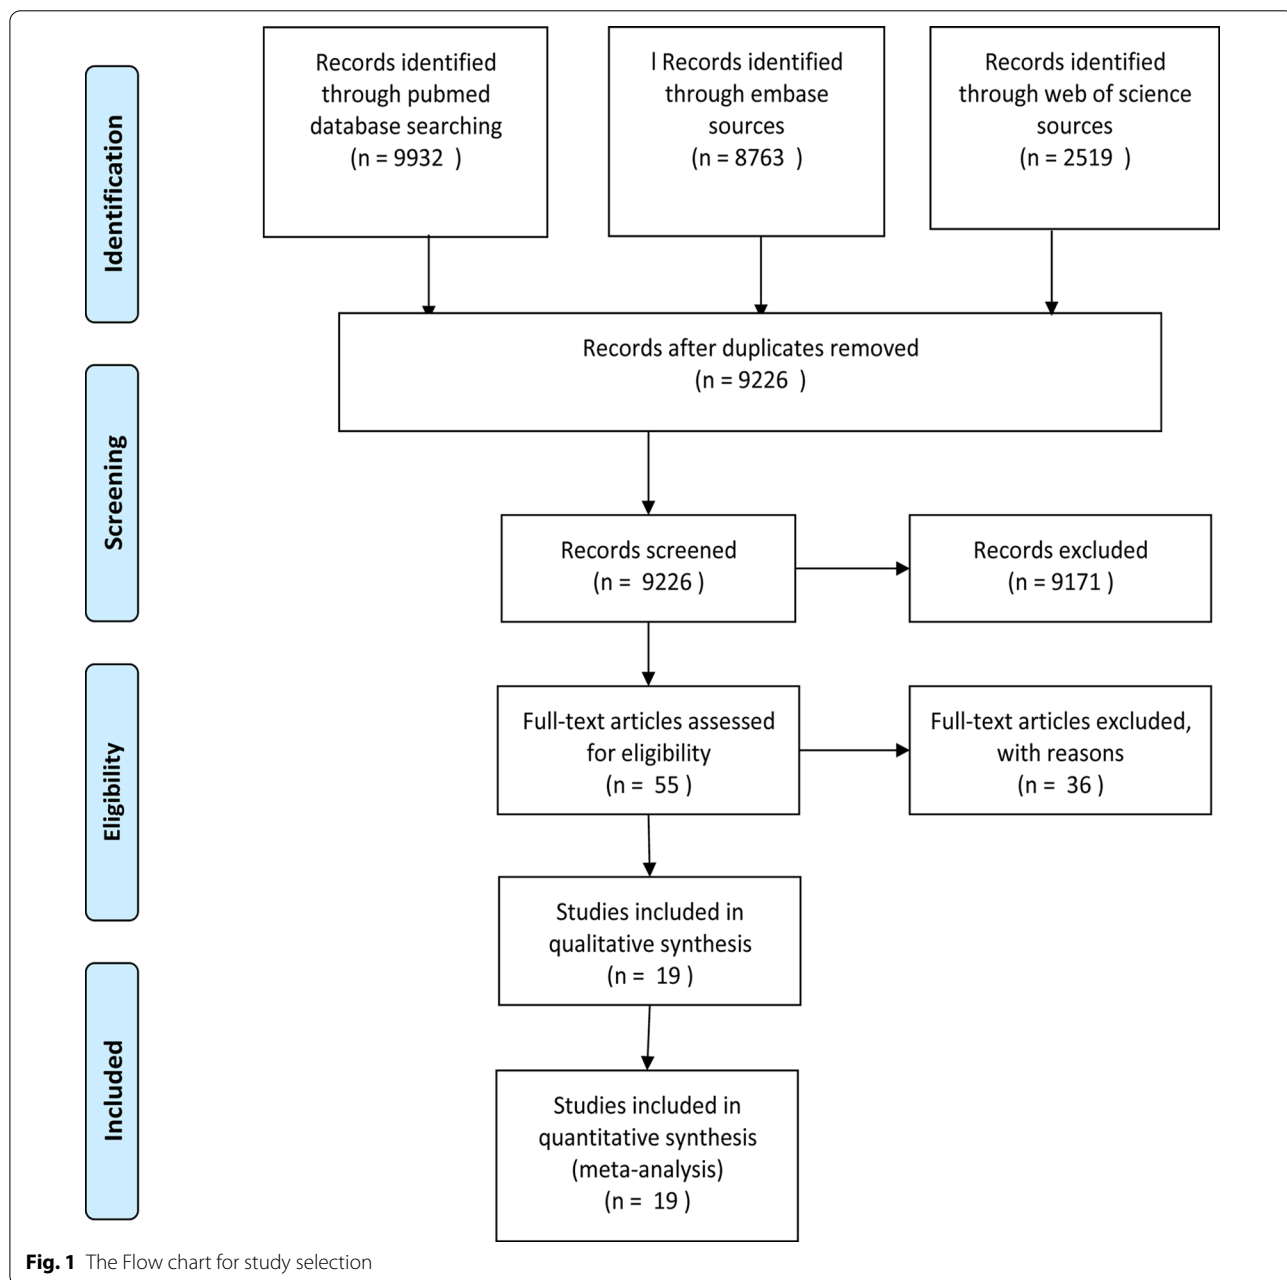 Identification
Records identified
through pubmed
database searching
(n = 9932  )
l Records identified
through embase
sources
(n = 8763  )
Records identified
through web of science
sources
(n = 2519  )
Records after duplicates removed
(n = 9226  )
Screening
Records screened
(n =  9226 )
Records excluded
(n = 9171 )
Eligibility
Full-text articles assessed
for eligibility
(n =  55 )
Full-text articles excluded,
with reasons
(n =  36 )
Studies included in
qualitative synthesis
(n =  19 )
Included
Studies included in
quantitative synthesis
(meta-analysis)
(n =  19 )
Fig. 1 The Flow chart for study selection